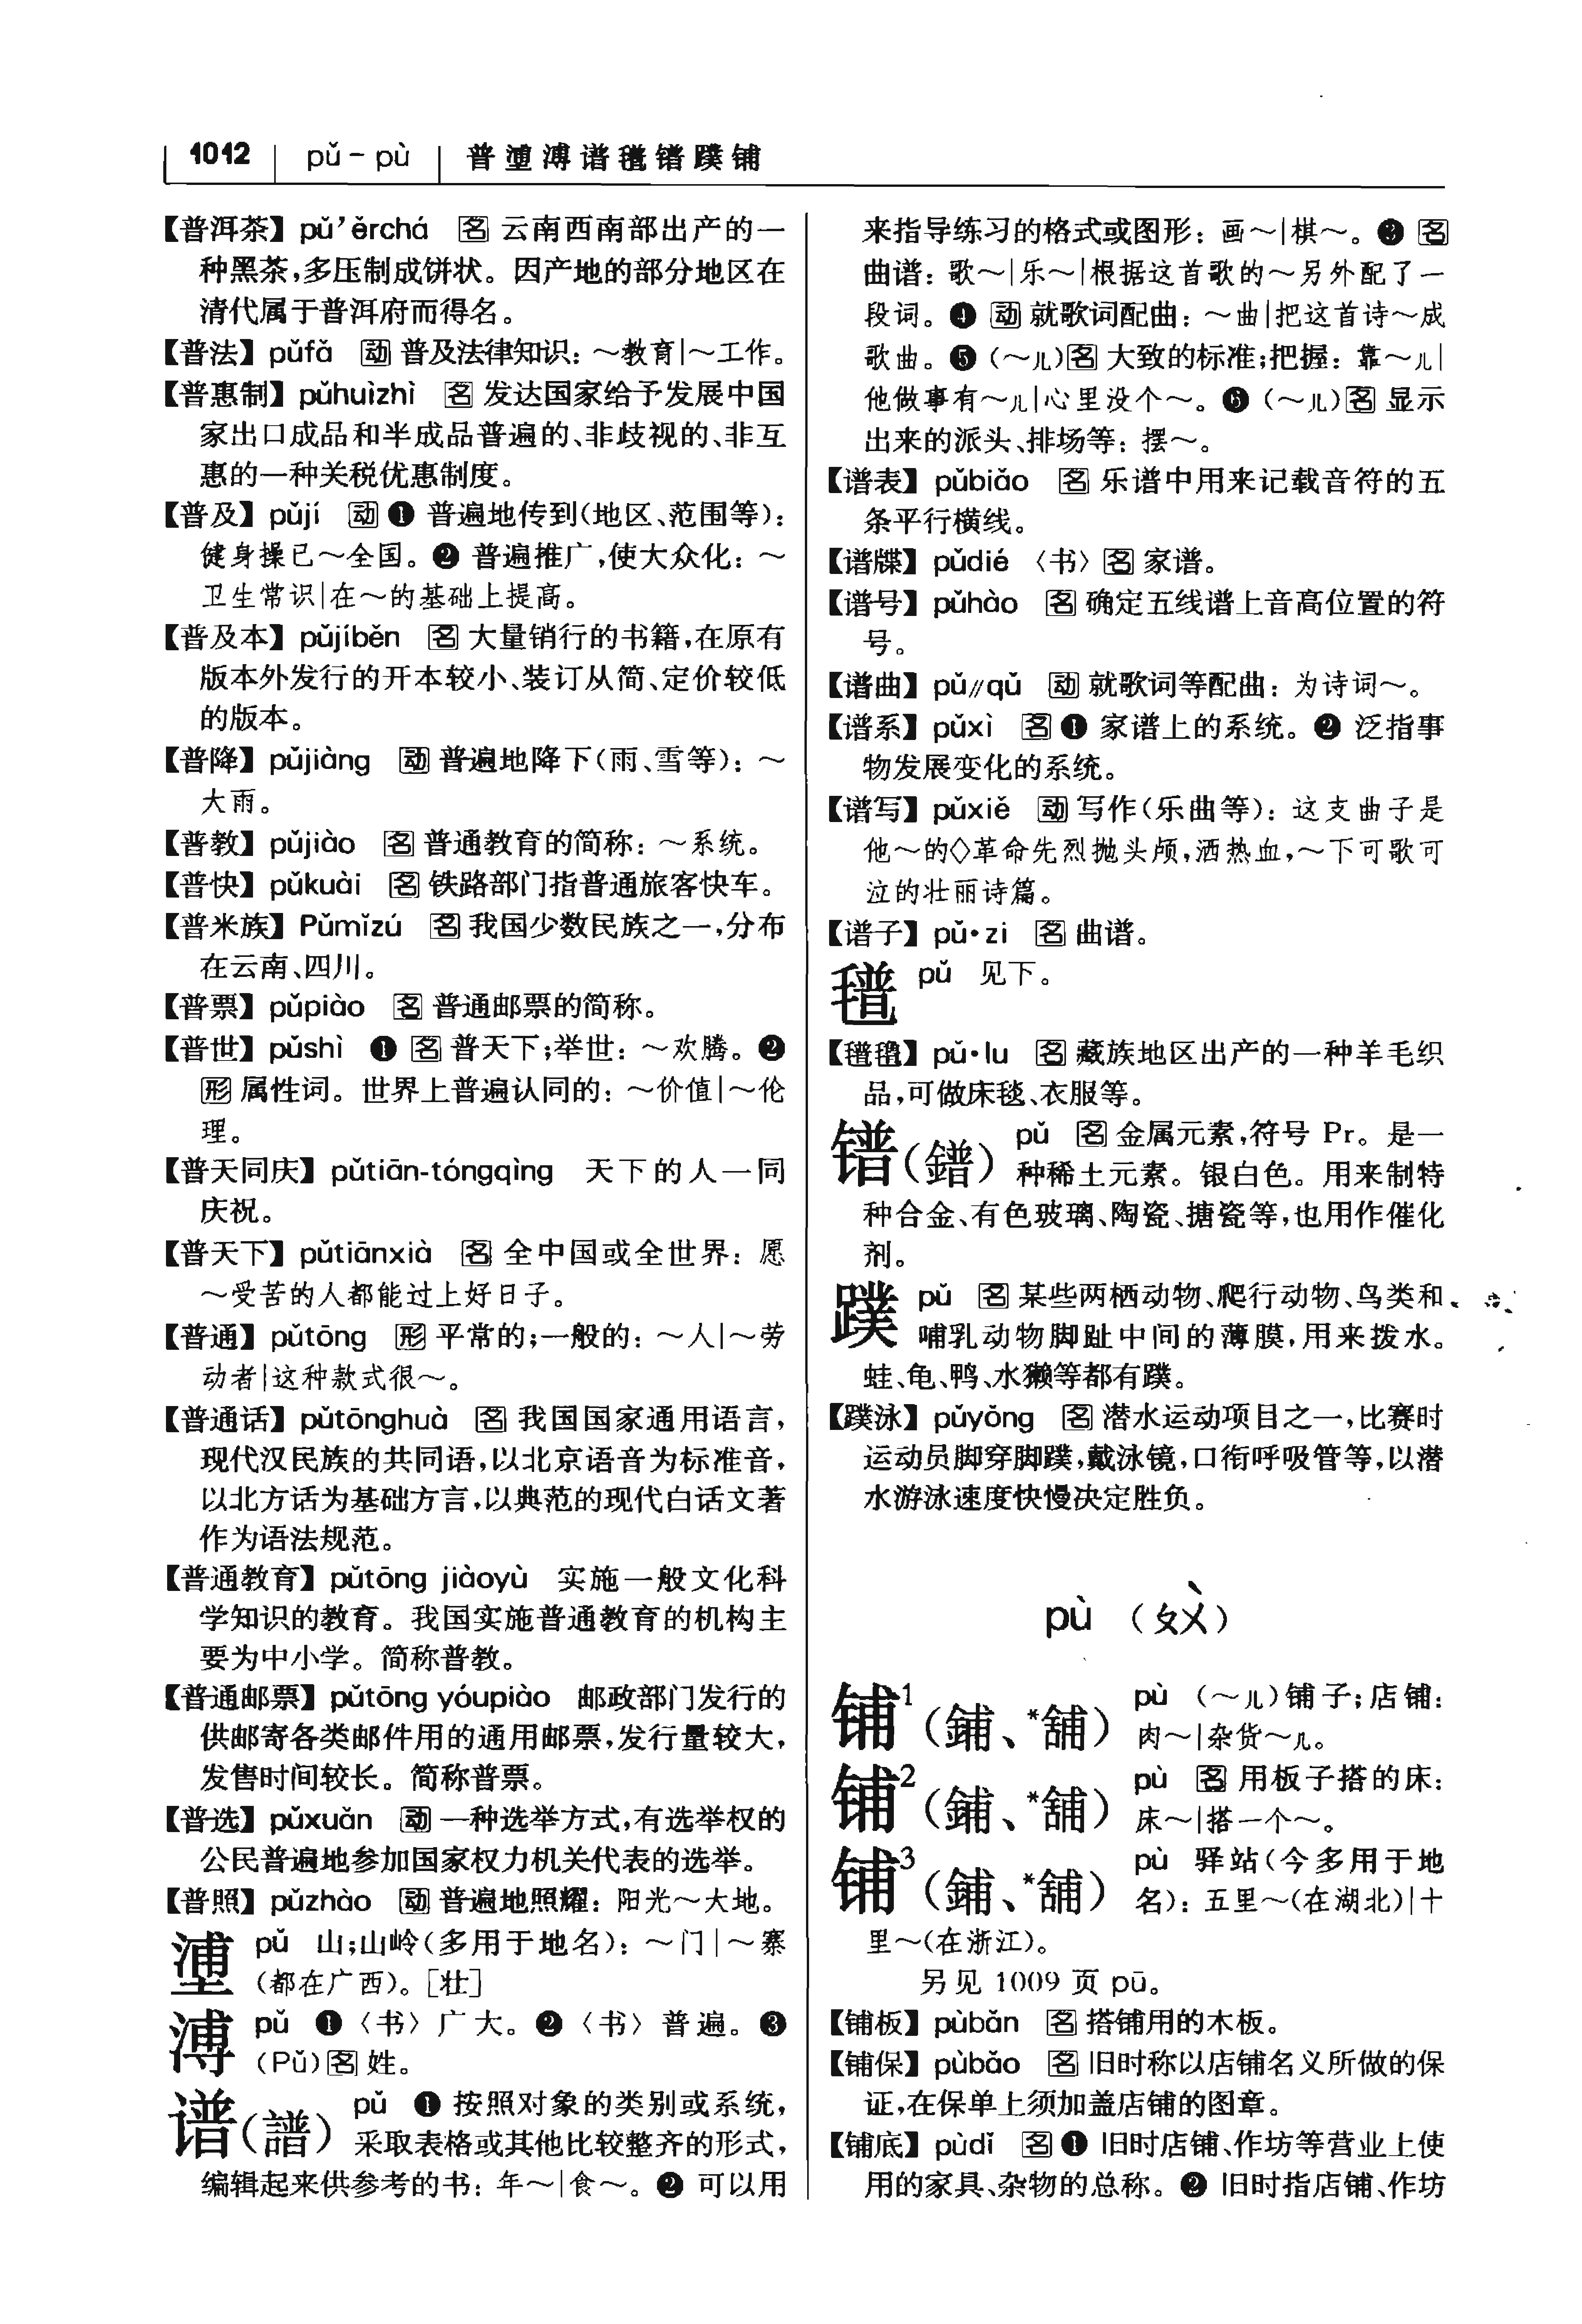 1012 pǔ－pù 普墉溥谱氆镨蹼铺
【普洱茶】pǔ’ěrchá 名 云南西南部出产的一
种黑茶，多压制成饼状。因产地的部分地区在
清代属于普洱府而得名。
【普法】pǔfǎ 动 普及法律知识：～教育|～工作。
【普惠制】pǔhuìzhì 名 发达国家给予发展中国
家出口成品和半成品普遍的、非歧视的、非互
惠的一种关税优惠制度。
【普及】pǔjí 动 ❶ 普遍地传到（地区、范围等）：
健身操已～全国。❷ 普遍推广，使大众化：～
卫生常识|在～的基础上提高。
【普及本】pǔjíběn 名 大量销行的书籍，在原有
版本外发行的开本较小、装订从简、定价较低
的版本。
【普降】pǔjiàng 动 普遍地降下（雨、雪等）：～
大雨。
【普教】pǔjiào 名 普通教育的简称：～系统。
【普快】pǔkuài 名 铁路部门指普通旅客快车。
【普米族】Pǔmǐzú 名 我国少数民族之一，分布
在云南、四川。
【普票】pǔpiào 名 普通邮票的简称。
【普世】pǔshì ❶ 名 普天下；举世：～欢腾。❷
形 属性词。世界上普遍认同的：～价值|～伦
理。
【普天同庆】pǔtiān-tóngqìng 天下的人一同
庆祝。
【普天下】pǔtiānxià 名 全中国或全世界：愿
～受苦的人都能过上好日子。
【普通】pǔtōng 形 平常的；一般的：～人|～劳
动者|这种款式很～。
【普通话】pǔtōnghuà 名 我国国家通用语言，
现代汉民族的共同语，以北京语音为标准音，
以北方话为基础方言，以典范的现代白话文著
作为语法规范。
【普通教育】pǔtōng jiàoyù 实施一般文化科
学知识的教育。我国实施普通教育的机构主
要为中小学。简称普教。
【普通邮票】pǔtōng yóupiào 邮政部门发行的
供邮寄各类邮件用的通用邮票，发行量较大，
发售时间较长。简称普票。
【普选】pǔxuǎn 动 一种选举方式，有选举权的
公民普遍地参加国家权力机关代表的选举。
【普照】pǔzhào 动 普遍地照耀：阳光～大地。
pǔ 山；山岭（多用于地名）：～门|～寨
（都在广西）。［壮］
溥 pǔ ❶〈书〉广大。❷〈书〉普遍。❸
（Pǔ）名 姓。
谱（譜） pǔ ❶ 按照对象的类别或系统，
采取表格或其他比较整齐的形式，
编辑起来供参考的书：年～|食～。❷ 可以用
来指导练习的格式或图形：画～|棋～。❸ 名
曲谱：歌～|乐～|根据这首歌的～另外配了一
段词。❹ 动 就歌词配曲：～曲|把这首诗～成
歌曲。❺（～儿）名 大致的标准；把握：靠～儿|
他做事有～儿|心里没个～。❻（～儿）名 显示
出来的派头、排场等：摆～。
【谱表】pǔbiǎo 名 乐谱中用来记载音符的五
条平行横线。
【谱牒】pǔdié 〈书〉名 家谱。
【谱号】pǔhào 名 确定五线谱上音高位置的符
号。
【谱曲】pǔ∥qǔ 动 就歌词等配曲：为诗词～。
【谱系】pǔxì 名 ❶ 家谱上的系统。❷ 泛指事
物发展变化的系统。
【谱写】pǔxiě 动 写作（乐曲等）：这支曲子是
他～的◇革命先烈抛头颅，洒热血，～下可歌可
泣的壮丽诗篇。
【谱子】pǔ·zi 名 曲谱。
氆 pǔ 见下。
【氆氇】pǔ·lu 名 藏族地区出产的一种羊毛织
品，可做床毯、衣服等。
镨（鐠） pǔ 名 金属元素，符号 Pr。是一
种稀土元素。银白色。用来制特
种合金、有色玻璃、陶瓷、搪瓷等，也用作催化
剂。
蹼 pǔ 名 某些两栖动物、爬行动物、鸟类和
哺乳动物脚趾中间的薄膜，用来拨水。
蛙、龟、鸭、水獭等都有蹼。
【蹼泳】pǔyǒng 名 潜水运动项目之一，比赛时
运动员脚穿脚蹼，戴泳镜，口衔呼吸管等，以潜
水游泳速度快慢决定胜负。
pù （ㄆㄨˋ）
铺¹（鋪、*舖） pù （～儿）铺子；店铺：
肉～|杂货～儿。
铺²（鋪、*舖） pù 名 用板子搭的床：
床～|搭一个～。
铺³（鋪、*舖） pù 驿站（今多用于地
名）：五里～（在湖北）|十
里～（在浙江）。
另见 1009 页 pū。
【铺板】pùbǎn 名 搭铺用的木板。
【铺保】pùbǎo 名 旧时称以店铺名义所做的保
证，在保单上须加盖店铺的图章。
【铺底】pùdǐ 名 ❶ 旧时店铺、作坊等营业上使
用的家具、杂物的总称。❷ 旧时指店铺、作坊